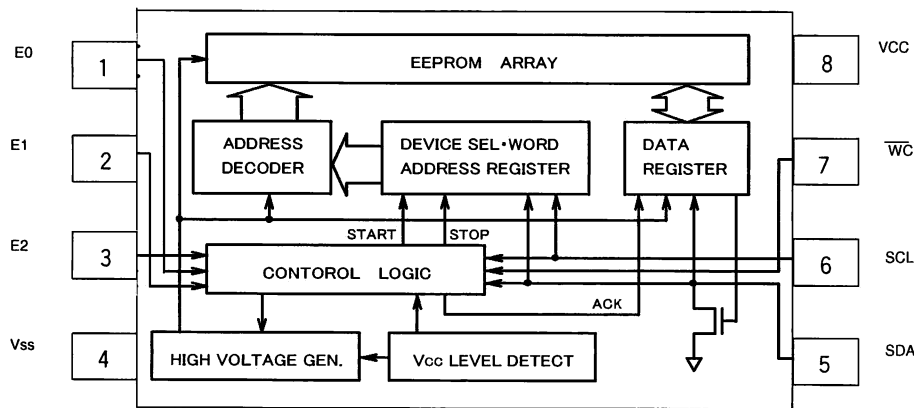 E0
1
EEPROM ARRAY
8
VCC
E1
2
ADDRESS
DECODER
DEVICE SEL·WORD
ADDRESS REGISTER
DATA
REGISTER
7
W̅C̅
START
STOP
E2
3
CONTOROL LOGIC
6
SCL
ACK
Vss
4
HIGH VOLTAGE GEN.
Vcc LEVEL DETECT
5
SDA